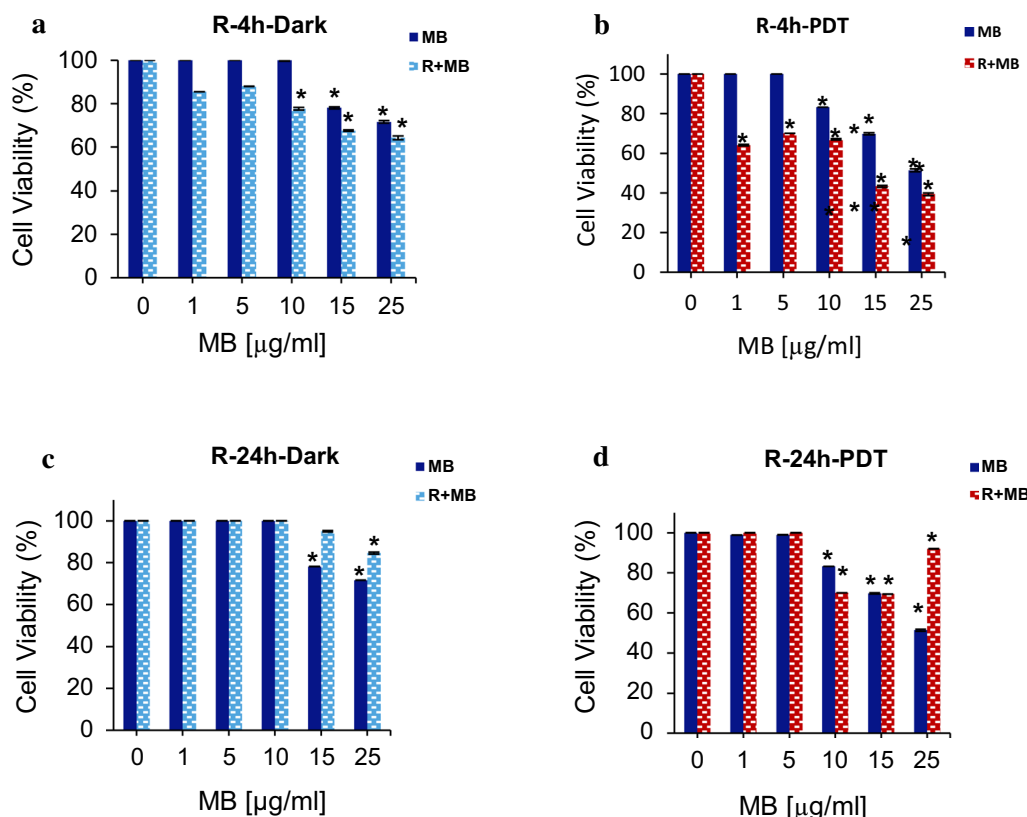 a
R-4h-Dark
MB
R+MB
Cell Viability (%)
100
80
60
40
20
0
* * * * *
0 1 5 10 15 25
MB [μg/ml]
b
R-4h-PDT
MB
R+MB
Cell Viability (%)
100
80
60
40
20
0
* * * * * * * * * * * * * *
0 1 5 10 15 25
MB [μg/ml]
c
R-24h-Dark
MB
R+MB
Cell Viability (%)
100
80
60
40
20
0
* * *
0 1 5 10 15 25
MB [µg/ml]
d
R-24h-PDT
MB
R+MB
Cell Viability (%)
100
80
60
40
20
0
* * * * * *
0 1 5 10 15 25
MB [μg/ml]